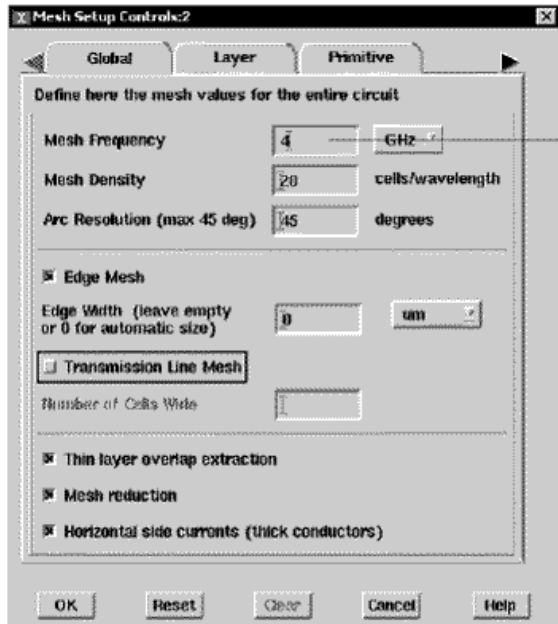 Mesh Setup Controls:2
Global Layer Primitive
Define here the mesh values for the entire circuit
Mesh Frequency 4 GHz
Mesh Density 20 cells/wavelength
Arc Resolution (max 45 deg) 45 degrees
Edge Mesh
Edge Width (leave empty
or 0 for automatic size) 0 um
Transmission Line Mesh
Number of Cells Wide
Thin layer overlap extraction
Mesh reduction
Horizontal side currents (thick conductors)
OK Reset Clear Cancel Help